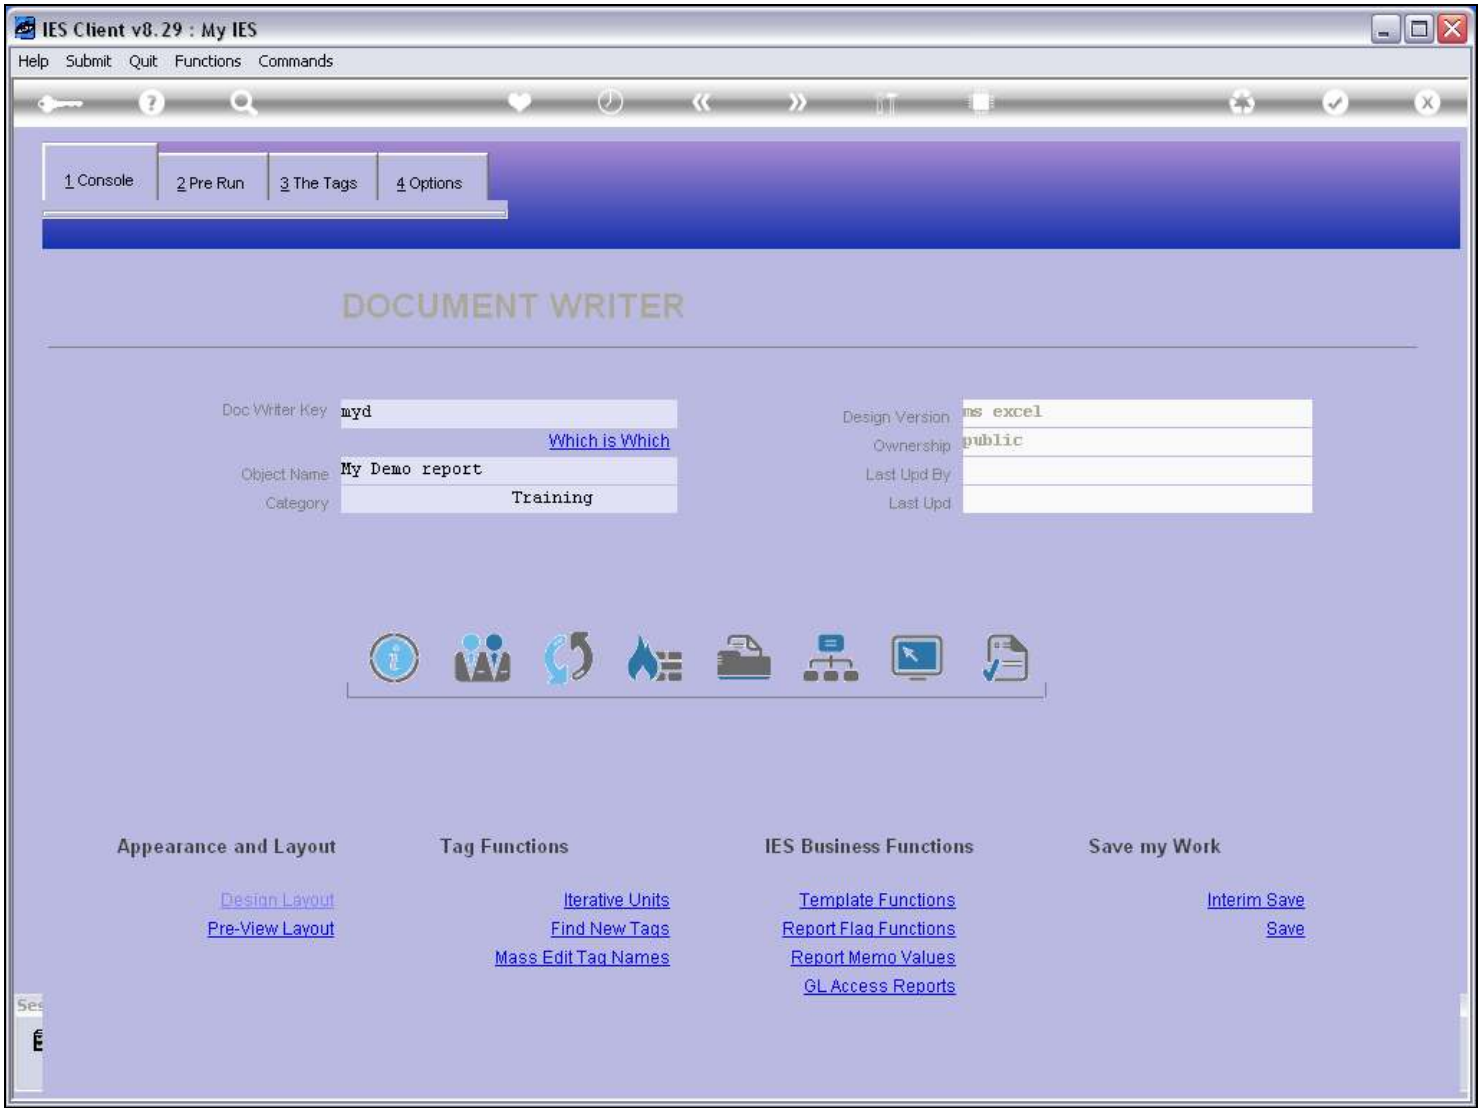 IES Client v8.29 : My IES
Help Submit Quit Functions Commands
1 Console 2 Pre Run 3 The Tags 4 Options
DOCUMENT WRITER
Doc Writer Key myd Design Version ms excel
Which is Which Ownership public
Object Name My Demo report Last Upd By
Category Training Last Upd
Appearance and Layout Tag Functions IES Business Functions Save my Work
Design Layout Iterative Units Template Functions Interim Save
Pre-View Layout Find New Tags Report Flag Functions Save
Mass Edit Tag Names Report Memo Values
GL Access Reports